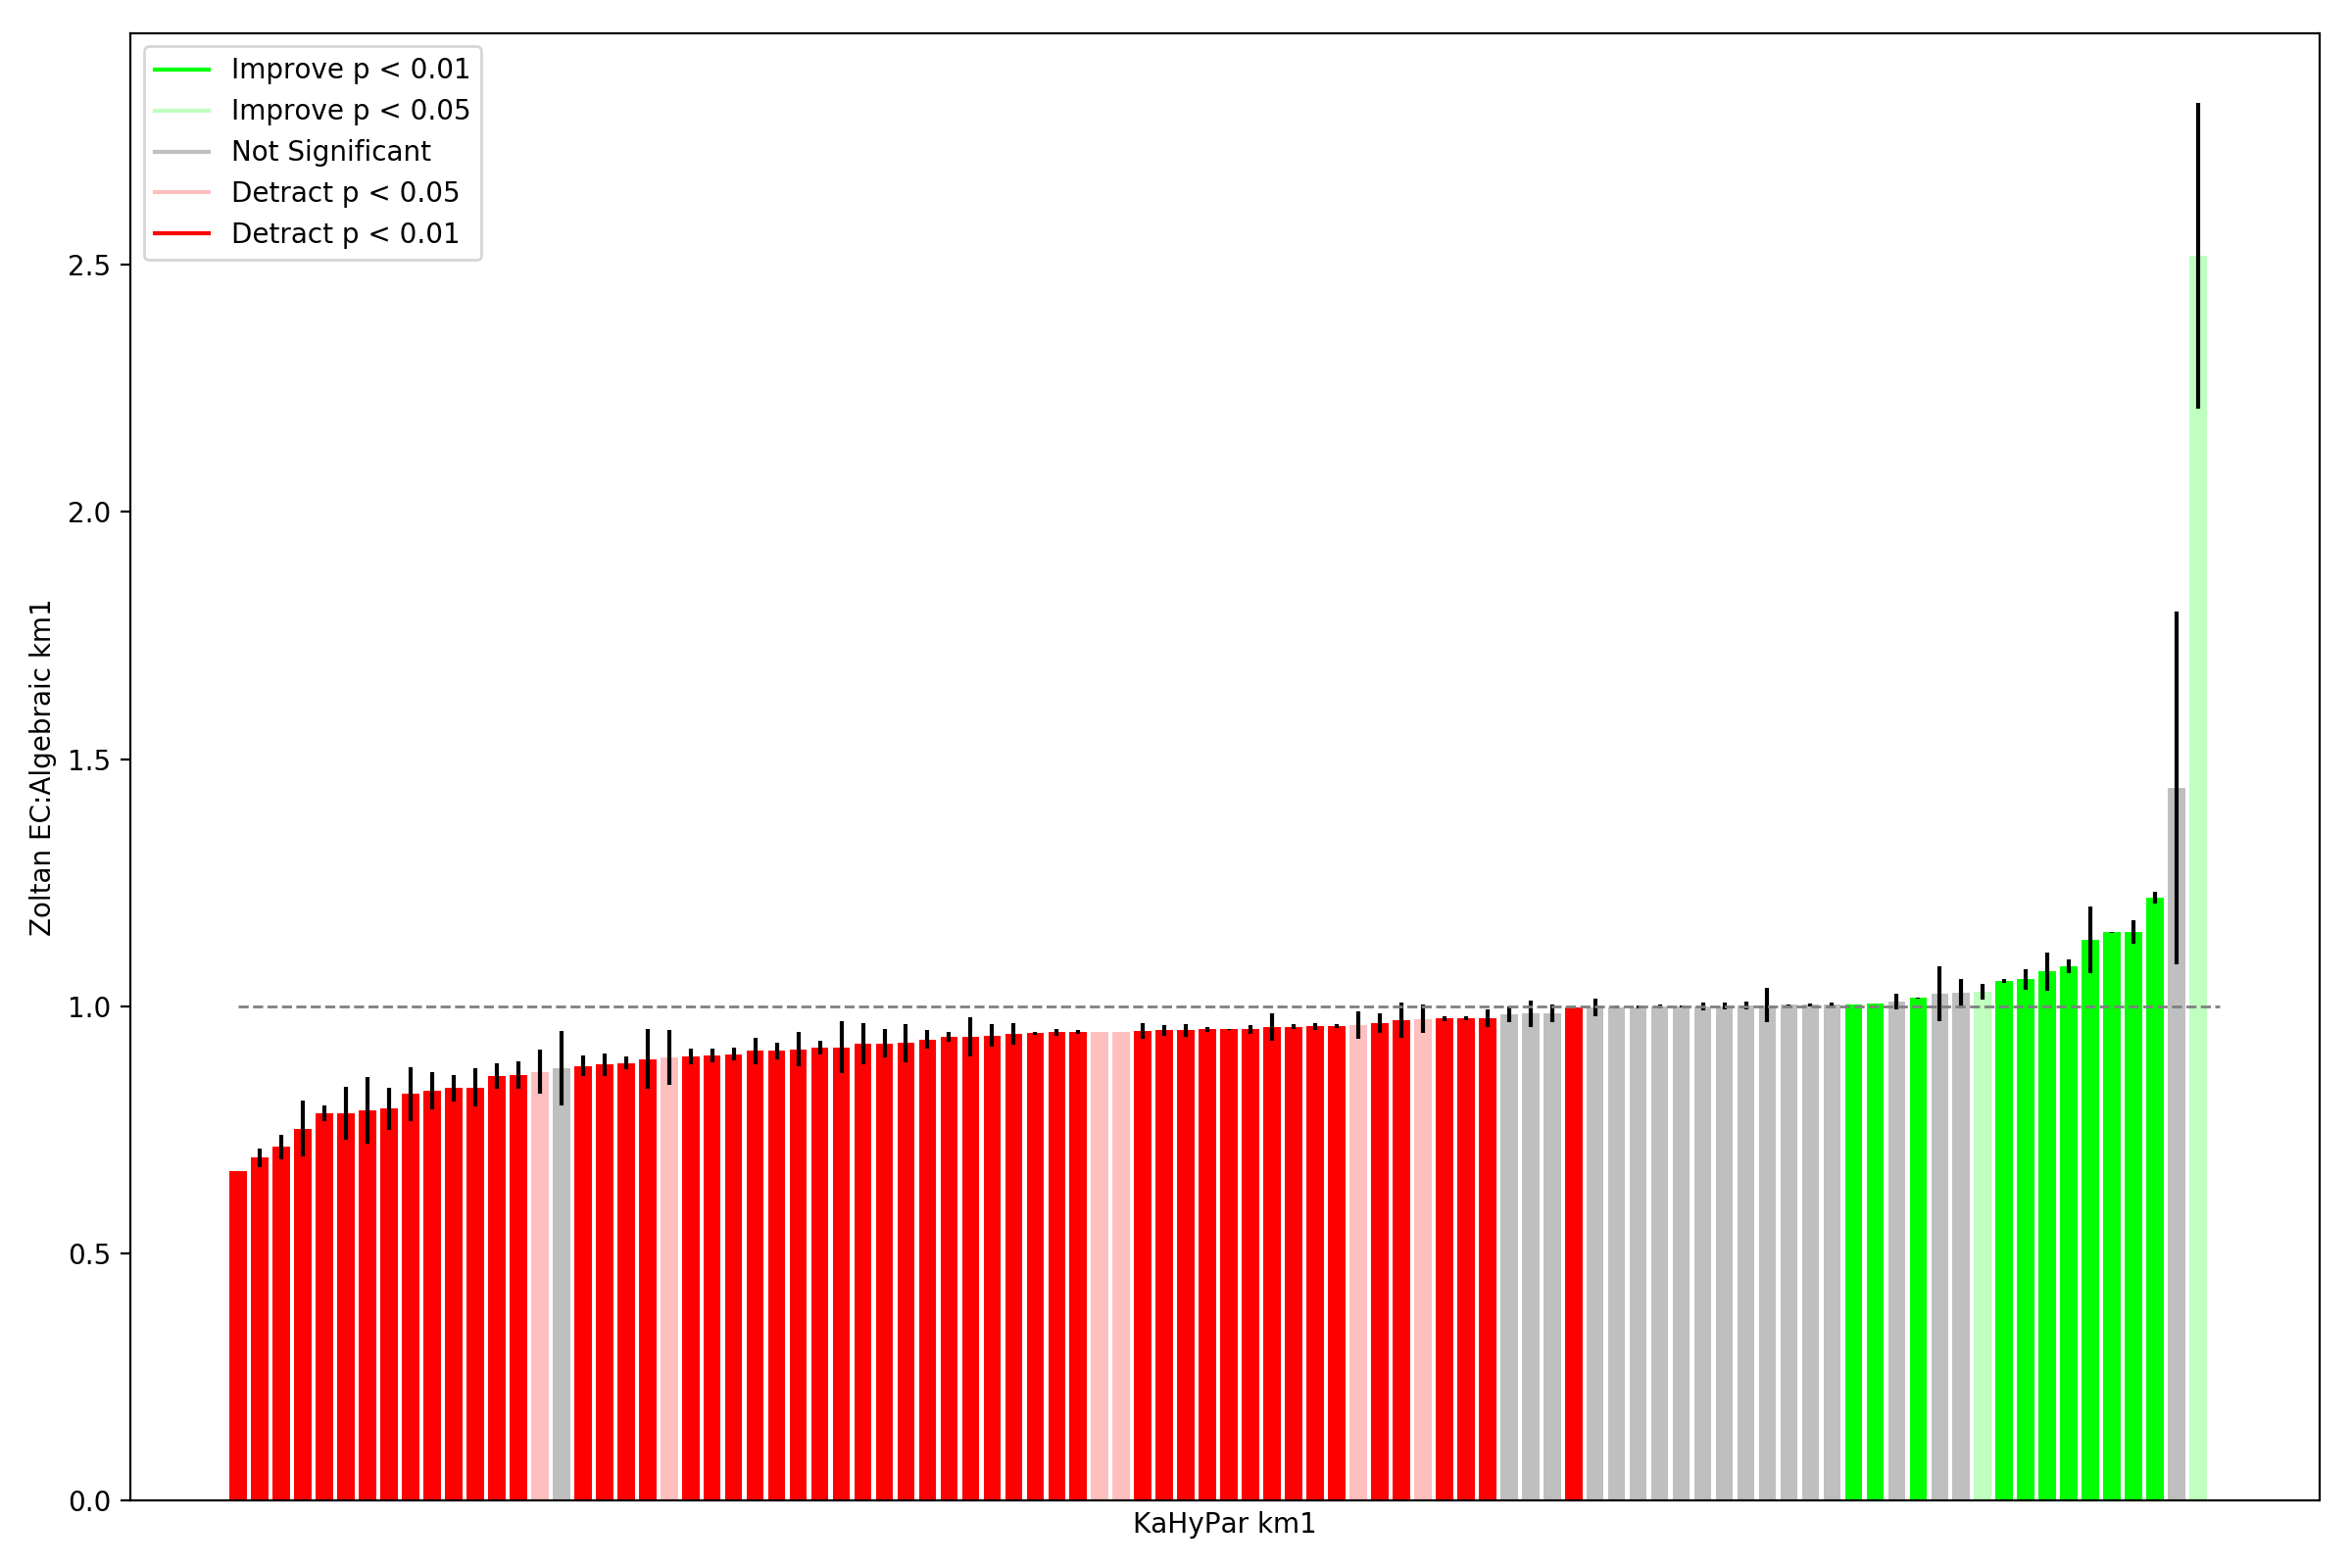 Improve p < 0.01
Improve p < 0.05
Not Significant
Detract p < 0.05
Detract p < 0.01
2.5
2.0
1.5
1.0
0.5
0.0
Zoltan EC:Algebraic km1
KaHyPar km1